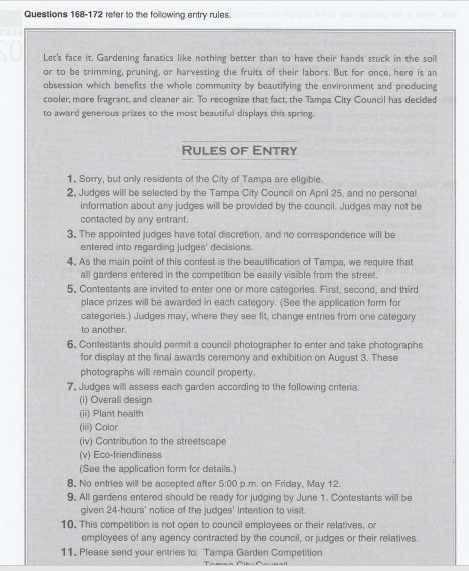 Questions 168-172 refer to the following entry rules.
Let's face it. Gardening fanatics like nothing better than to have their hands stuck in the soil
or to be trimming, pruning, or harvesting the fruits of their labors. But for once, here is an
obsession which benefits the whole community by beautifying the environment and producing
cooler, more fragrant, and cleaner air. To recognize that fact, the Tampa City Council has decided
to award generous prizes to the most beautiful displays this spring.
RULES OF ENTRY
1. Sorry, but only residents of the City of Tampa are eligible.
2. Judges will be selected by the Tampa City Council on April 25, and no personal
information about any judges will be provided by the council. Judges may not be
contacted by any entrant.
3. The appointed judges have total discretion, and no correspondence will be
entered into regarding judges' decisions.
4. As the main point of this contest is the beautification of Tampa, we require that
all gardens entered in the competition be easily visible from the street.
5. Contestants are invited to enter one or more categories. First, second, and third
place prizes will be awarded in each category. (See the application form for
categories.) Judges may, where they see fit, change entries from one category
to another.
6. Contestants should permit a council photographer to enter and take photographs
for display at the final awards ceremony and exhibition on August 3. These
photographs will remain council property.
7. Judges will assess each garden according to the following criteria:
(i) Overall design
(ii) Plant health
(iii) Color
(iv) Contribution to the streetscape
(v) Eco-friendliness
(See the application form for details.)
8. No entries will be accepted after 5:00 p.m. on Friday, May 12.
9. All gardens entered should be ready for judging by June 1. Contestants will be
given 24-hours' notice of the judges' intention to visit.
10. This competition is not open to council employees or their relatives, or
employees of any agency contracted by the council, or judges or their relatives.
11. Please send your entries to: Tampa Garden Competition
Tampa City Council